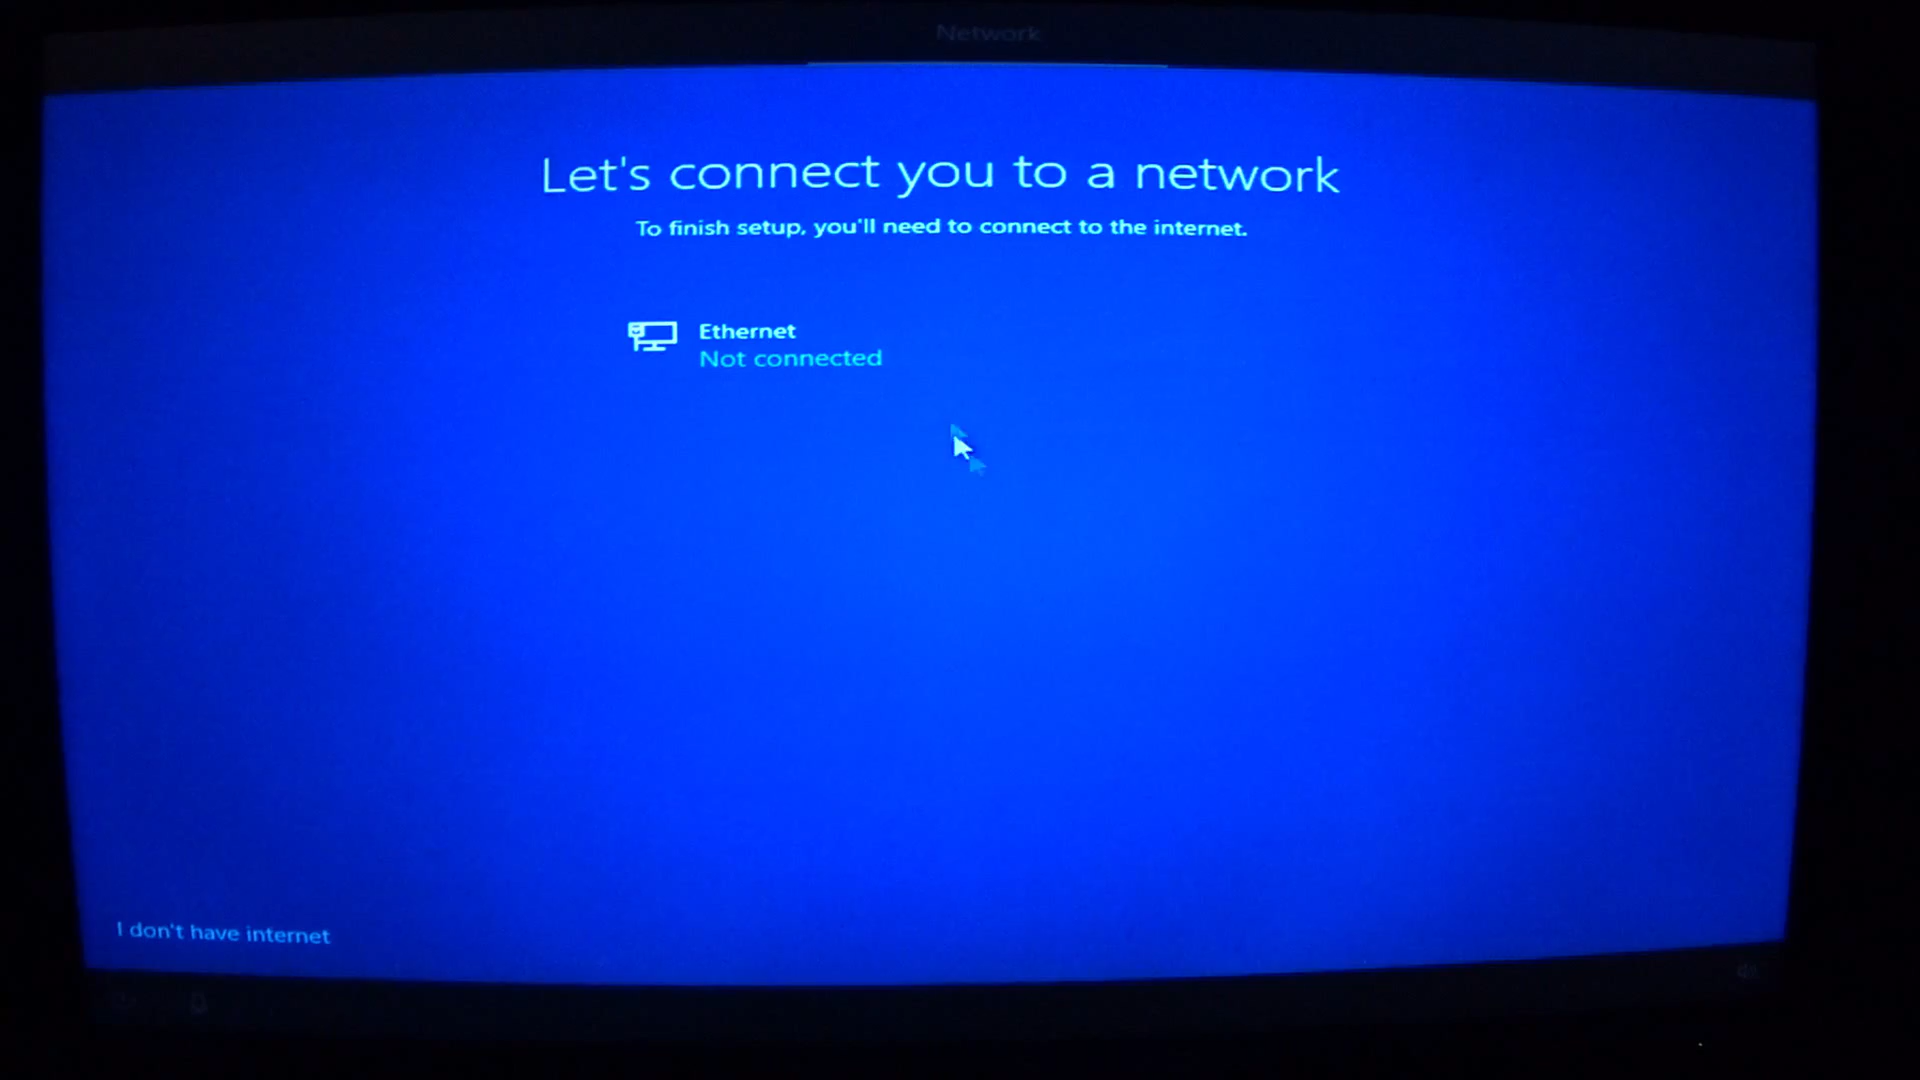 Network
Let's connect you to a network
To finish setup, you'll need to connect to the internet.
Ethernet
Not connected
I don't have internet